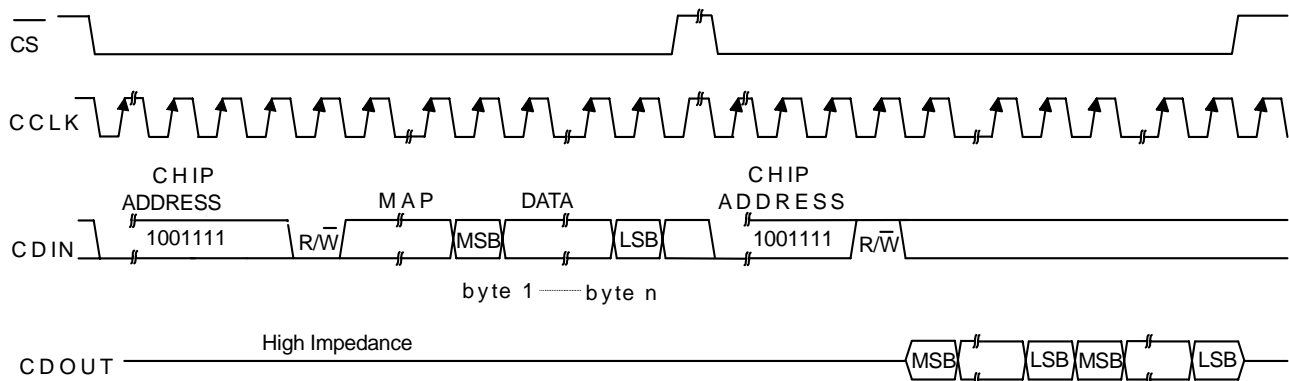 CS
CCLK
CHIP
ADDRESS
MAP
DATA
CHIP
ADDRESS
CDIN
1001111
R/W
MSB
LSB
1001111
R/W
byte 1 ........ byte n
High Impedance
CDOUT
MSB
LSB
MSB
LSB